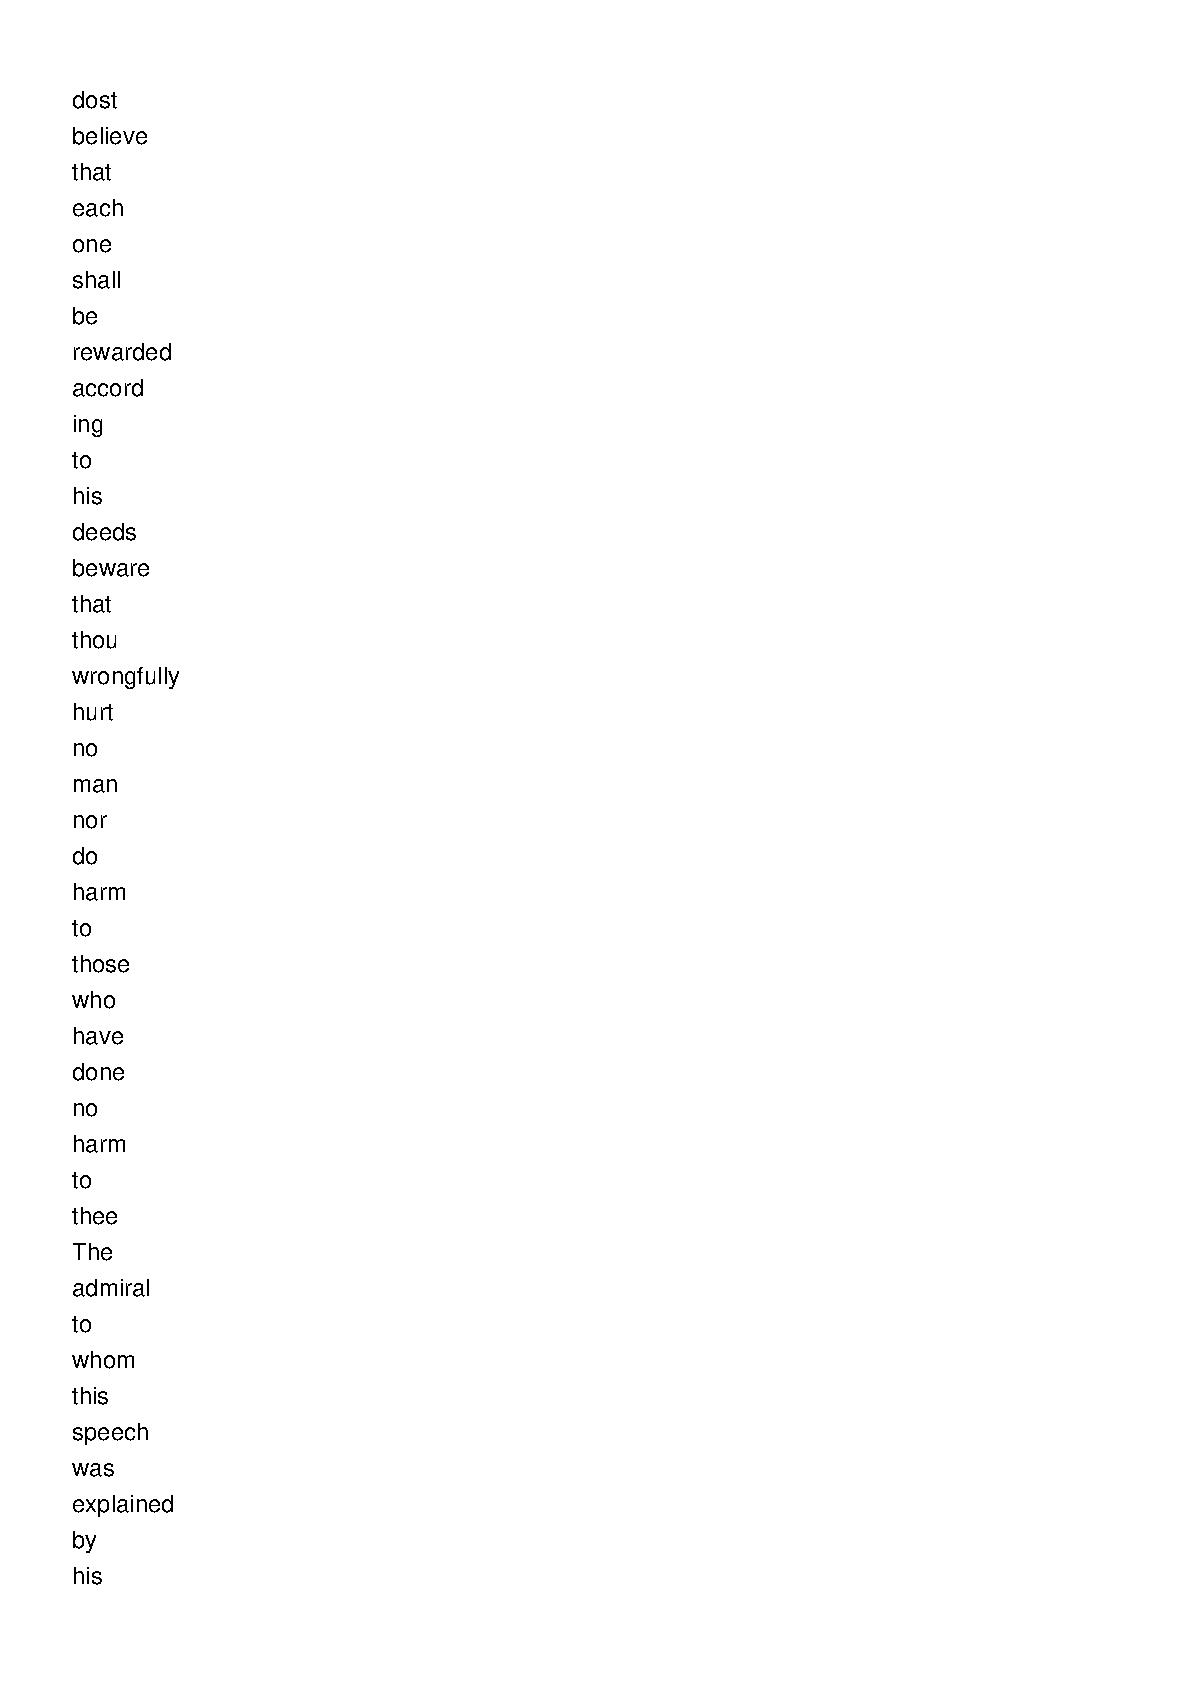 dost
believe
that
each
one
shall
be
rewarded
accord
ing
to
his
deeds
beware
that
thou
wrongfully
hurt
no
man
nor
do
harm
to
those
who
have
done
no
harm
to
thee
The
admiral
to
whom
this
speech
was
explained
by
his